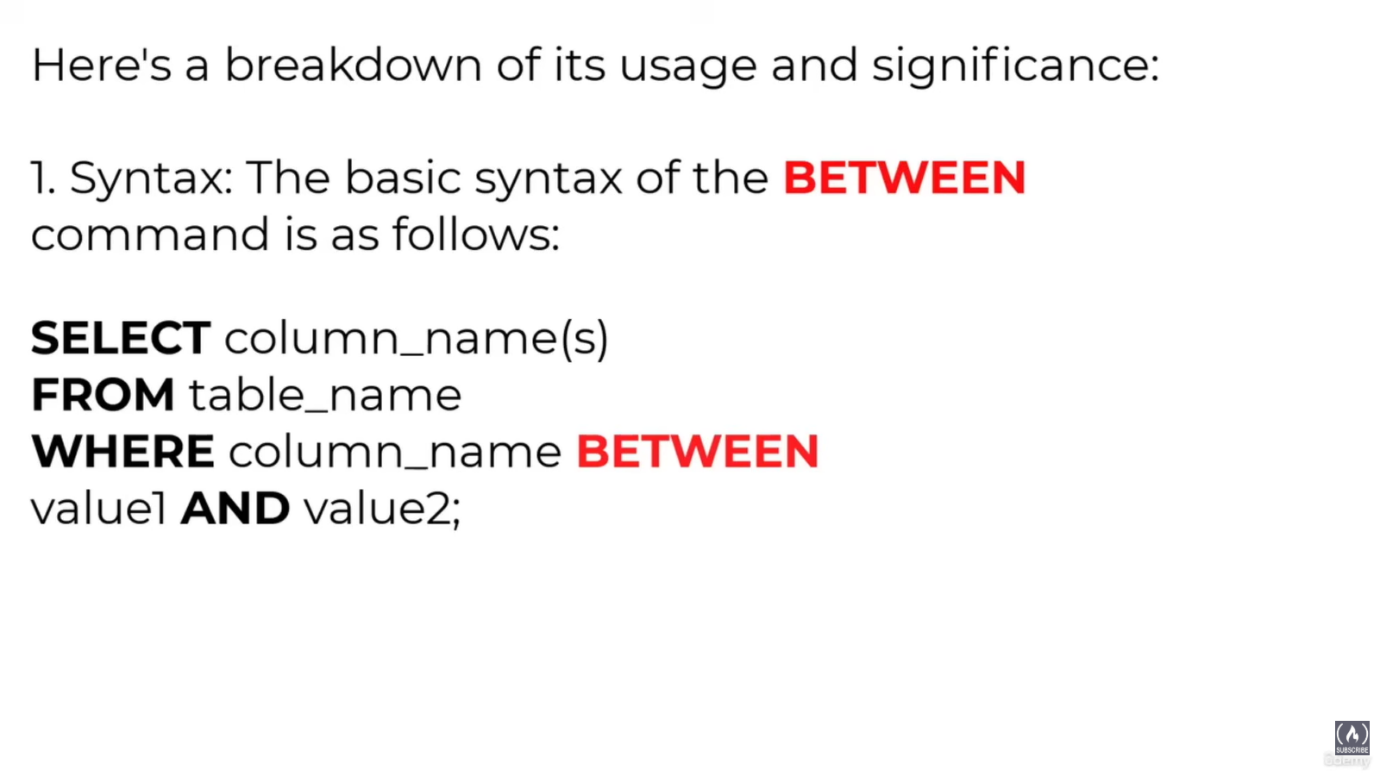 Here's a breakdown of its usage and significance:
1. Syntax: The basic syntax of the BETWEEN
command is as follows:
SELECT column_name(s)
FROM table_name
WHERE column_name BETWEEN
value1 AND value2;
SUBSCRIBE